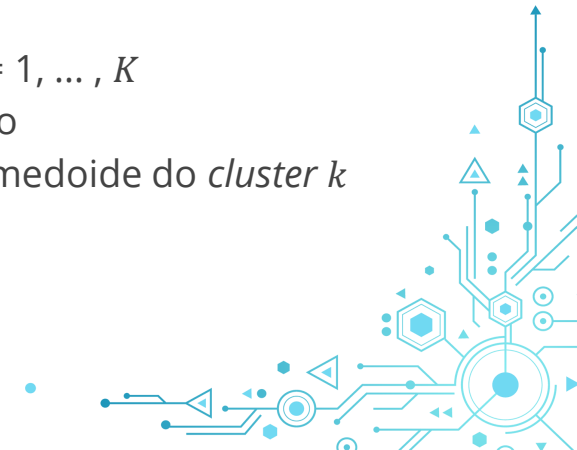 = 1, … , K
o
medoide do cluster k